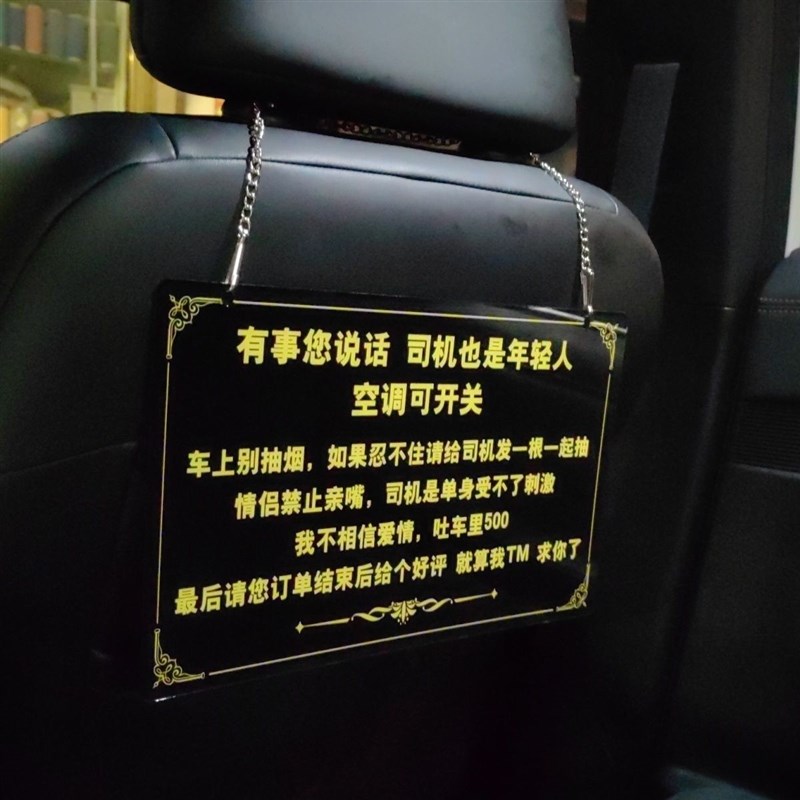 有事您说话 司机也是年轻人
空调可开关
车上别抽烟，如果忍不住请给司机发一根一起抽
情侣禁止亲嘴，司机是单身受不了刺激
我不相信爱情，吐车里500
最后请您订单结束后给个好评 就算我TM 求你了